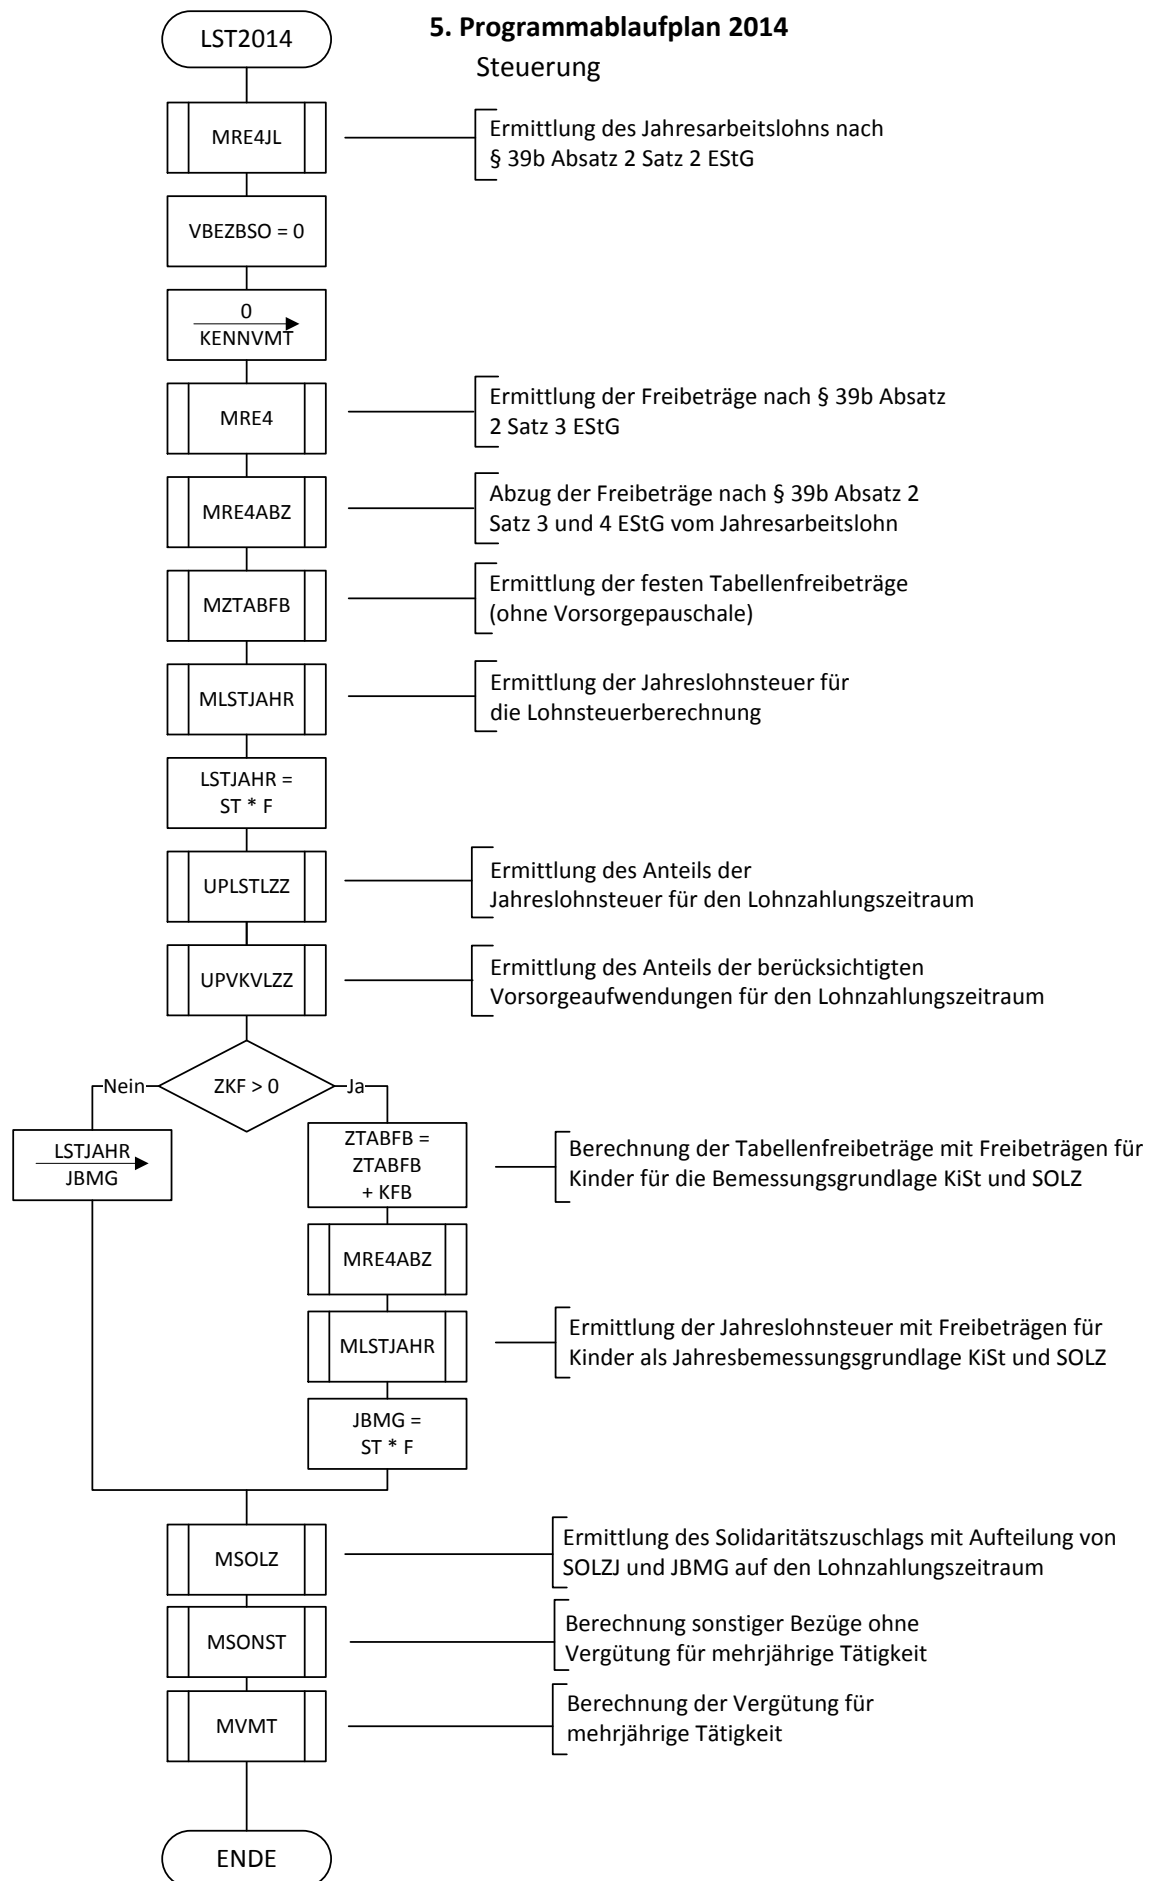 5. Programmablaufplan 2014
LST2014
Steuerung
MRE4JL
Ermittlung des Jahresarbeitslohns nach
§ 39b Absatz 2 Satz 2 EStG
VBEZBSO = 0
0
KENNVMT
MRE4
Ermittlung der Freibeträge nach § 39b Absatz
2 Satz 3 EStG
MRE4ABZ
Abzug der Freibeträge nach § 39b Absatz 2
Satz 3 und 4 EStG vom Jahresarbeitslohn
MZTABFB
Ermittlung der festen Tabellenfreibeträge
(ohne Vorsorgepauschale)
MLSTJAHR
Ermittlung der Jahreslohnsteuer für
die Lohnsteuerberechnung
LSTJAHR =
ST * F
UPLSTLZZ
Ermittlung des Anteils der
Jahreslohnsteuer für den Lohnzahlungszeitraum
UPVKVLZZ
Ermittlung des Anteils der berücksichtigten
Vorsorgeaufwendungen für den Lohnzahlungszeitraum
Nein
ZKF > 0
Ja
LSTJAHR
JBMG
ZTABFB =
ZTABFB
+ KFB
Berechnung der Tabellenfreibeträge mit Freibeträgen für
Kinder für die Bemessungsgrundlage KiSt und SOLZ
MRE4ABZ
MLSTJAHR
Ermittlung der Jahreslohnsteuer mit Freibeträgen für
Kinder als Jahresbemessungsgrundlage KiSt und SOLZ
JBMG =
ST * F
MSOLZ
Ermittlung des Solidaritätszuschlags mit Aufteilung von
SOLZJ und JBMG auf den Lohnzahlungszeitraum
MSONST
Berechnung sonstiger Bezüge ohne
Vergütung für mehrjährige Tätigkeit
MVMT
Berechnung der Vergütung für
mehrjährige Tätigkeit
ENDE